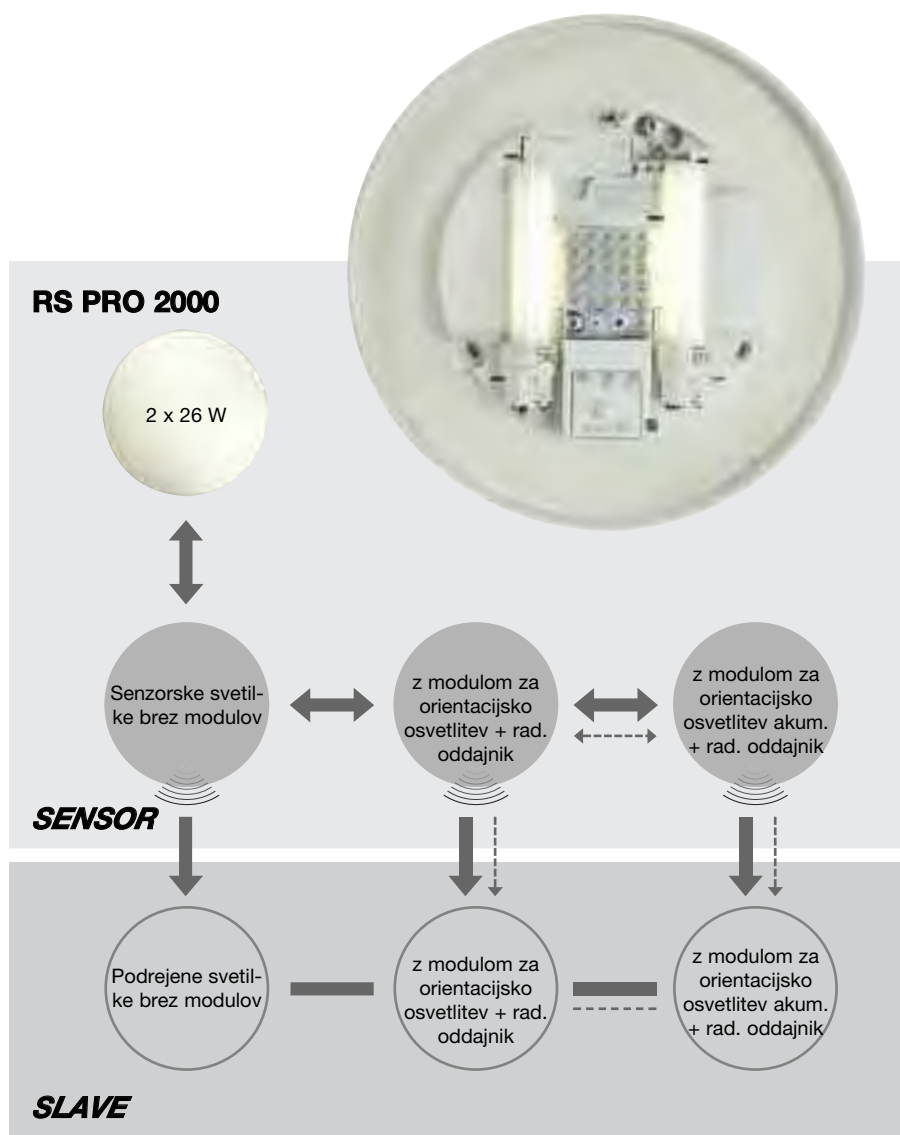 RS PRO 2000
2 x 26 W
Senzorske svetil-
ke brez modulov
z modulom za
orientacijsko
osvetlitev + rad.
oddajnik
z modulom za
orientacijsko
osvetlitev akum.
+ rad. oddajnik
SENSOR
Podrejene svetil-
ke brez modulov
z modulom za
orientacijsko
osvetlitev + rad.
oddajnik
z modulom za
orientacijsko
osvetlitev akum.
+ rad. oddajnik
SLAVE